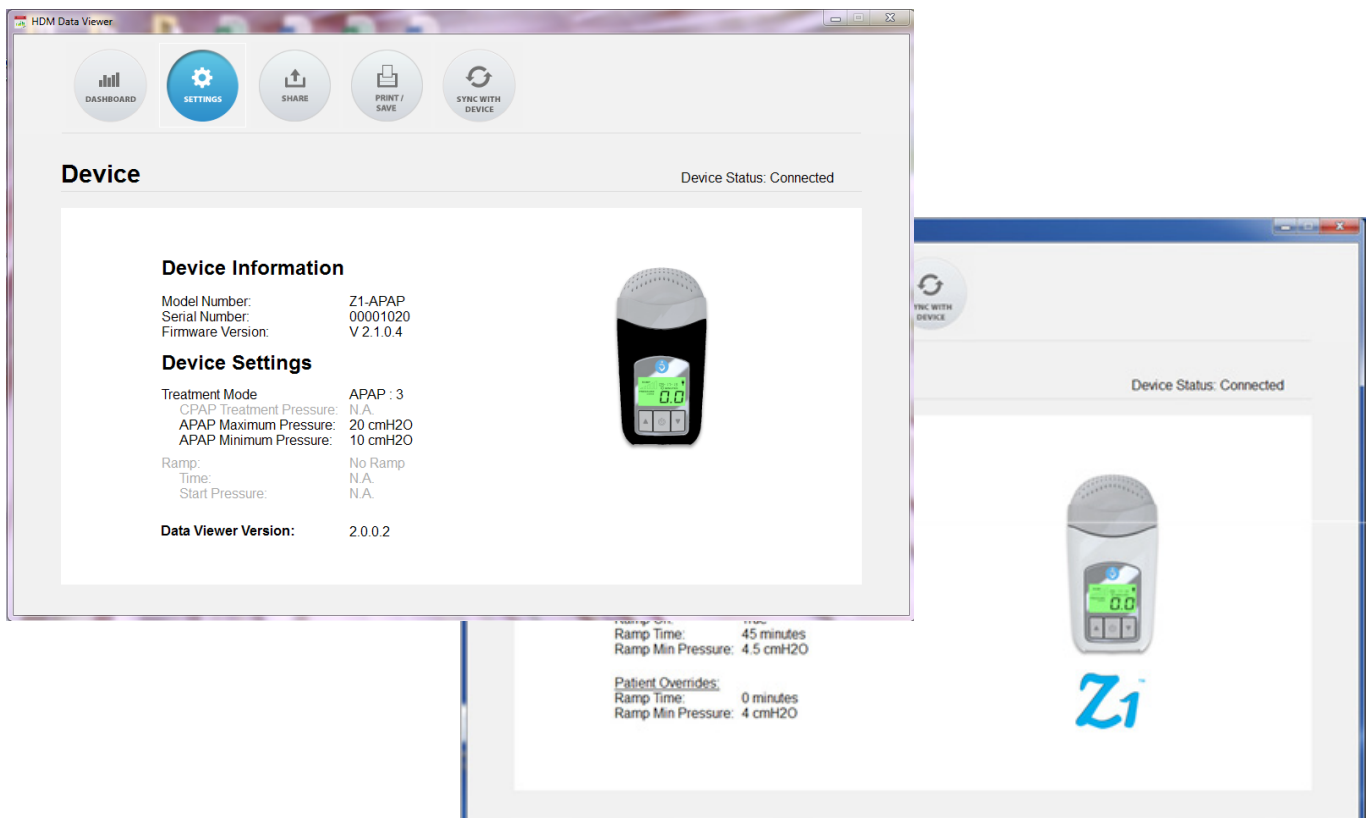 HDM Data Viewer
DASHBOARD
SETTINGS
SHARE
PRINT /
SAVE
SYNC WITH
DEVICE
Device
Device Status: Connected
Device Information
Model Number: Z1-APAP
Serial Number: 00001020
Firmware Version: V 2.1.0.4
Device Settings
Treatment Mode APAP : 3
CPAP Treatment Pressure: N.A.
APAP Maximum Pressure: 20 cmH2O
APAP Minimum Pressure: 10 cmH2O
Ramp: No Ramp
Time: N.A.
Start Pressure: N.A.
Data Viewer Version: 2.0.0.2
0.0
WITH
DEVICE
Device Status: Connected
Ramp On: True
Ramp Time: 45 minutes
Ramp Min Pressure: 4.5 cmH2O
Patient Overrides:
Ramp Time: 0 minutes
Ramp Min Pressure: 4 cmH2O
0.0
Z1™